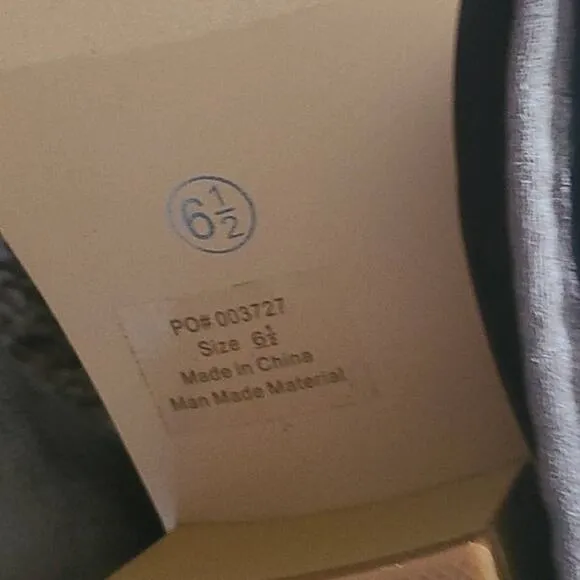 6½
PO# 003727
Size 6½
Made in China
Man Made Material